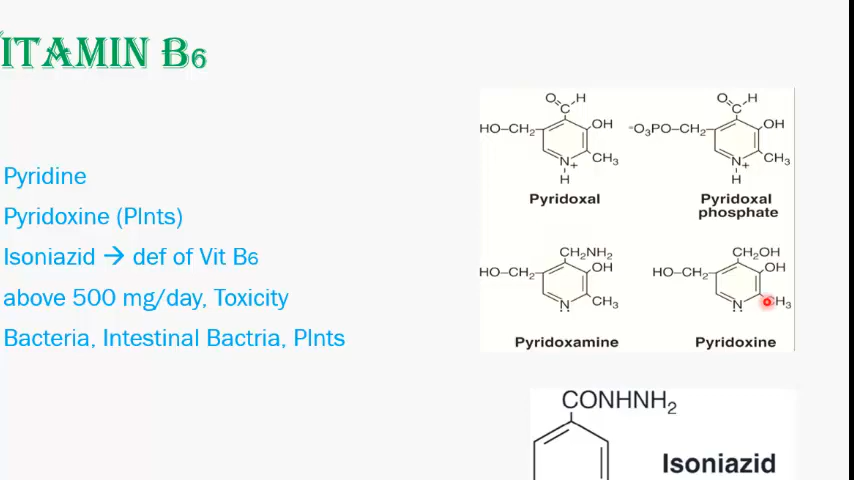 ITAMIN B6
Pyridine
Pyridoxine (Plnts)
Isoniazid → def of Vit B6
above 500 mg/day, Toxicity
Bacteria, Intestinal Bactria, Plnts
O H
C
HO–CH2 OH
CH3
N+
H
Pyridoxal
O H
C
⁻O3PO–CH2 OH
CH3
N+
H
Pyridoxal
phosphate
CH2NH2
HO–CH2 OH
CH3
N
Pyridoxamine
CH2OH
HO–CH2 OH
N H3
Pyridoxine
CONHNH2
Isoniazid